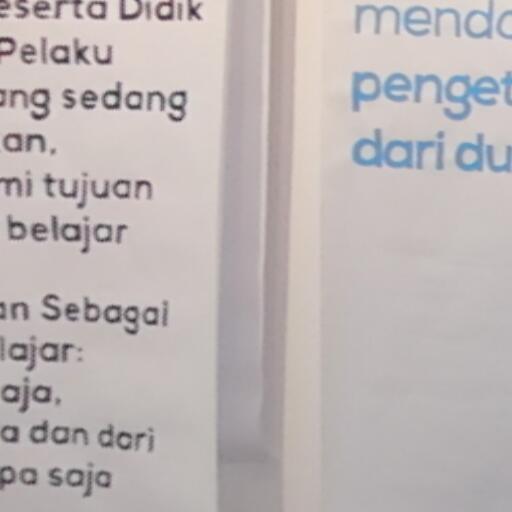 eserta Didik
Pelaku
ang sedang
an.
mi tujuan
belajar
an Sebagai
lajar:
aja,
a dan dari
pa saja
menda
penget
dari du